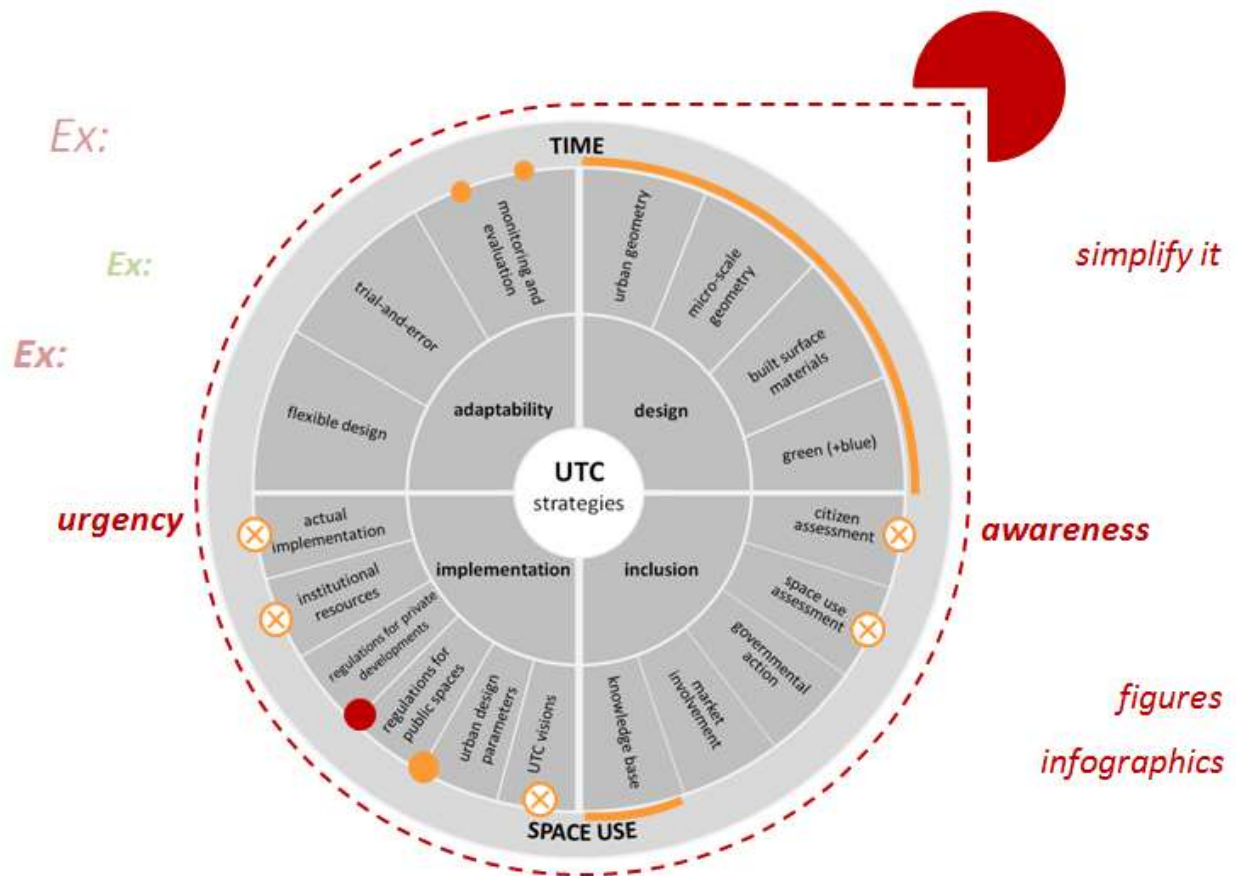 Ex:
Ex:
Ex:
urgency
simplify it
awareness
figures
infographics
TIME
SPACE USE
UTC
strategies
adaptability
design
implementation
inclusion
flexible design
trial-and-error
monitoring and
evaluation
urban geometry
micro-scale
geometry
built surface
materials
green (+blue)
citizen
assessment
space use
assessment
governmental
action
market
involvement
knowledge base
UTC visions
urban design
parameters
regulations for
public spaces
regulations for private
developments
institutional
resources
actual
implementation